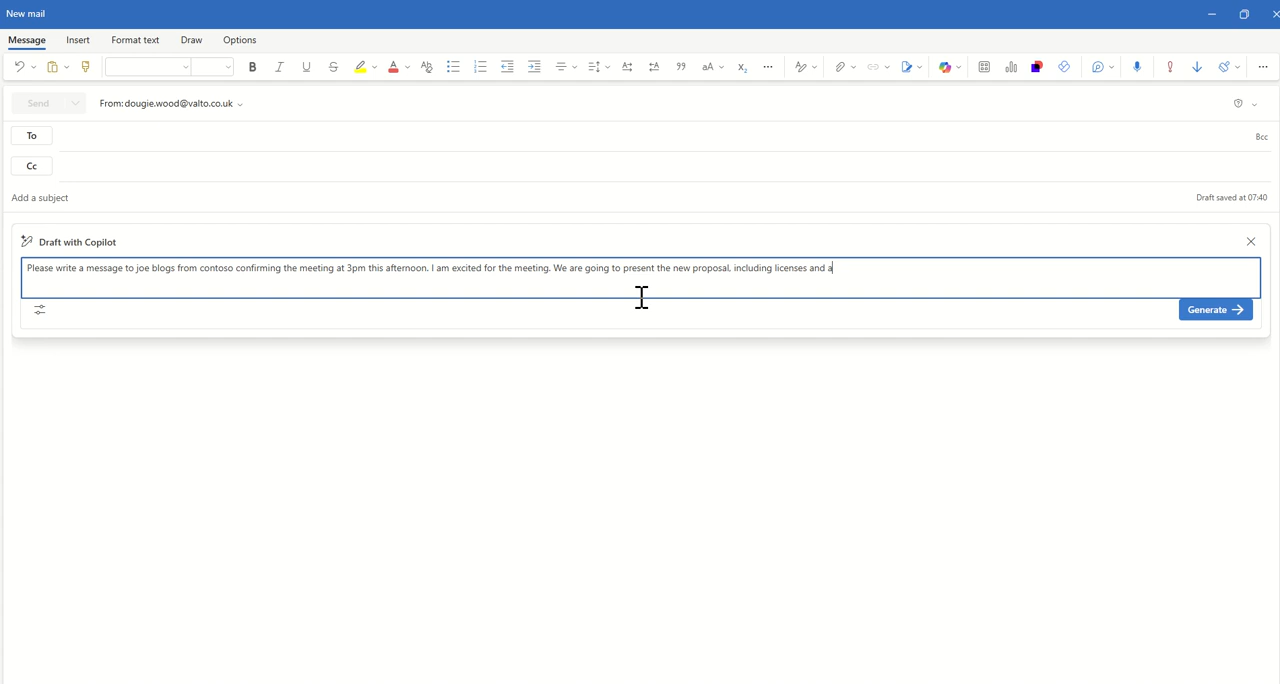 New mail
Message Insert Format text Draw Options
B I U S A Ab aA X₂
Send From: dougie.wood@valto.co.uk
To Bcc
Cc
Add a subject Draft saved at 07:40
Draft with Copilot
Please write a message to joe blogs from contoso confirming the meeting at 3pm this afternoon. I am excited for the meeting. We are going to present the new proposal, including licenses and a
Generate